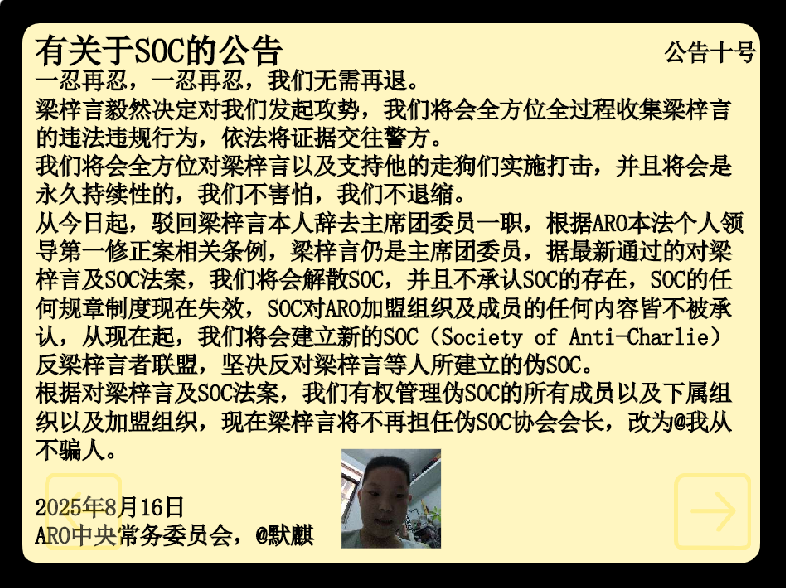 有关于SOC的公告
公告十号
一忍再忍，一忍再忍，我们无需再退。
梁梓言毅然决定对我们发起攻势，我们将会全方位全过程收集梁梓言
的违法违规行为，依法将证据交往警方。
我们将会全方位对梁梓言以及支持他的走狗们实施打击，并且将会是
永久持续性的，我们不害怕，我们不退缩。
从今日起，驳回梁梓言本人辞去主席团委员一职，根据ARO本法个人领
导第一修正案相关条例，梁梓言仍是主席团委员，据最新通过的对梁
梓言及SOC法案，我们将会解散SOC，并且不承认SOC的存在，SOC的任
何规章制度现在失效，SOC对ARO加盟组织及成员的任何内容皆不被承
认，从现在起，我们将会建立新的SOC（Society of Anti-Charlie）
反梁梓言者联盟，坚决反对梁梓言等人所建立的伪SOC。
根据对梁梓言及SOC法案，我们有权管理伪SOC的所有成员以及下属组
织以及加盟组织，现在梁梓言将不再担任伪SOC协会会长，改为@我从
不骗人。
2025年8月16日
ARO中央常务委员会，@默麒